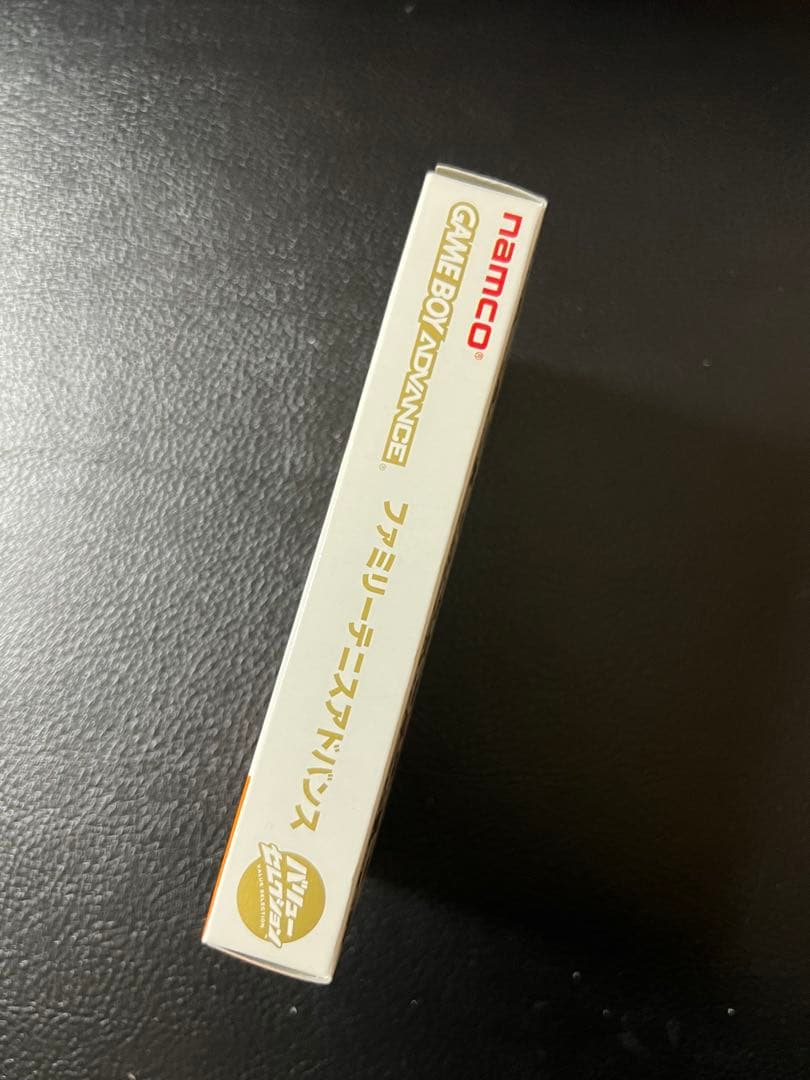 namco®
GAME BOY ADVANCE®
ファミリーテニスアドバンス
バリュー
セレクション
VALUE SELECTION